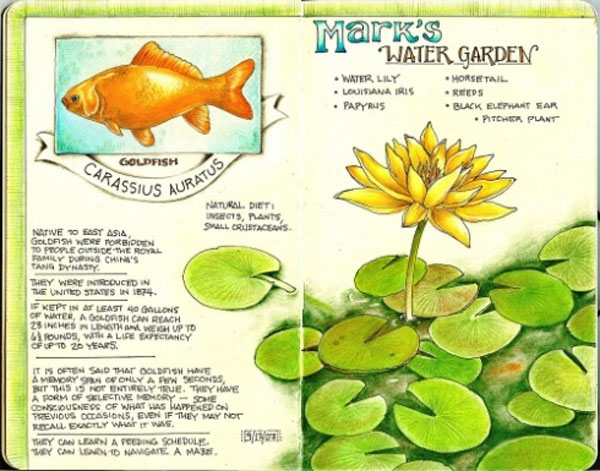 GOLDFISH
CARASSIUS AURATUS
NATURAL DIET:
INSECTS, PLANTS,
SMALL CRUSTACEANS.
NATIVE TO EAST ASIA,
GOLDFISH WERE FORBIDDEN
TO PEOPLE OUTSIDE THE ROYAL
FAMILY DURING CHINA'S
TANG DYNASTY.
THEY WERE INTRODUCED IN
THE UNITED STATES IN 1874.
IF KEPT IN AT LEAST 40 GALLONS
OF WATER, A GOLDFISH CAN REACH
INCHES IN LENGTH AND WEIGH UP TO
POUNDS, WITH A LIFE EXPECTANCY
OF UP TO 20 YEARS.
IT IS OFTEN SAID THAT GOLDFISH HAVE
A MEMORY SPAN OF ONLY A FEW SECONDS,
BUT THIS IS NOT ENTIRELY TRUE. THEY HAVE
A FORM OF SELECTIVE MEMORY — SOME
CONSCIOUSNESS OF WHAT HAS HAPPENED ON
PREVIOUS OCCASIONS, EVEN IF THEY MAY NOT
RECALL EXACTLY WHAT IT WAS.
THEY CAN LEARN A FEEDING SCHEDULE.
THEY CAN LEARN TO NAVIGATE A MAZE.
MARK'S
WATER GARDEN
• WATER LILY
• LOUISIANA IRIS
• PAPYRUS
• HORSETAIL
• REEDS
• BLACK ELEPHANT EAR
• PITCHER PLANT